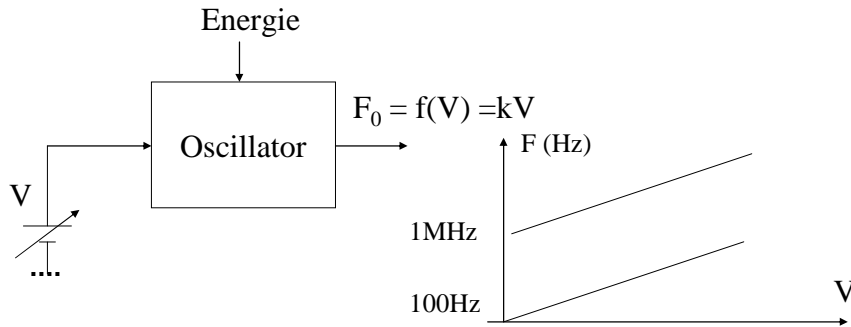 Energie
F₀ = f(V) =kV
Oscillator
F (Hz)
V
1MHz
100Hz
V